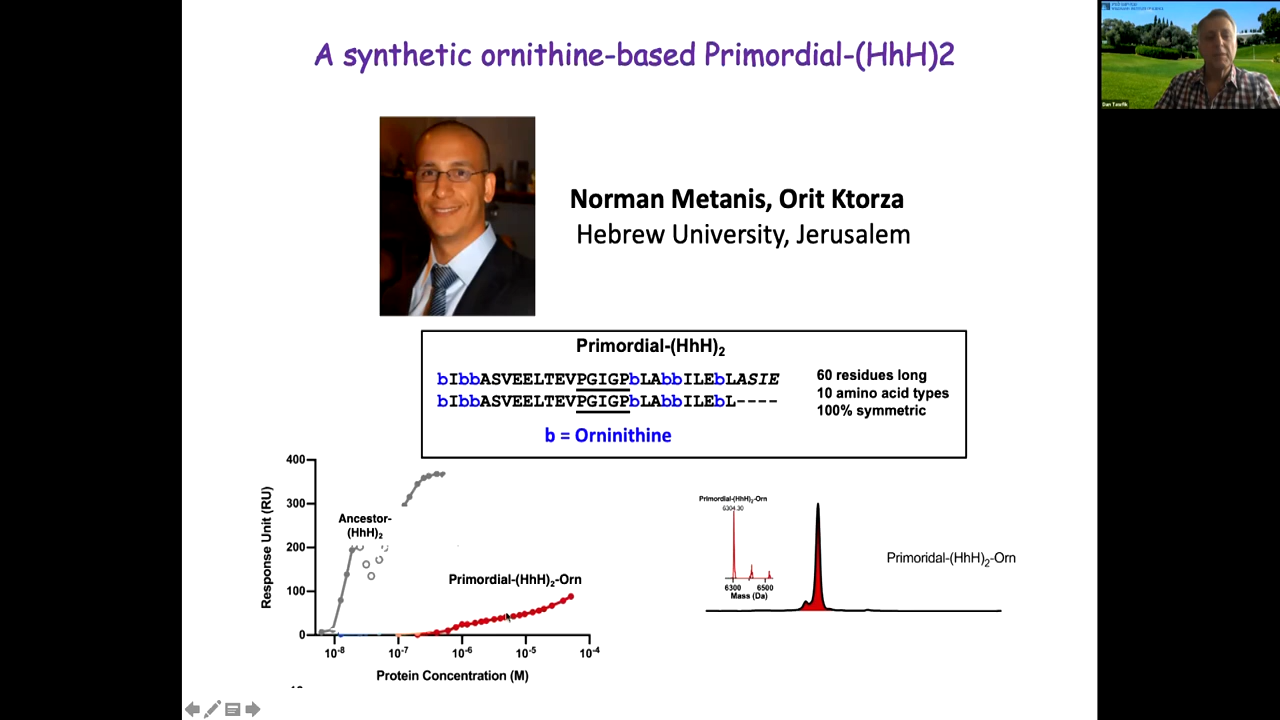 A synthetic ornithine-based Primordial-(HhH)2
Dan Tawfik
Norman Metanis, Orit Ktorza
Hebrew University, Jerusalem
Primordial-(HhH)2
bIbbASVEELTEVPGIGPbLAbbILEbLASIE
bIbbASVEELTEVPGIGPbLAbbILEbL----
60 residues long
10 amino acid types
100% symmetric
b = Orninithine
400
300
200
100
0
Response Unit (RU)
Ancestor-
(HhH)2
Primordial-(HhH)2-Orn
10-8
10-7
10-6
10-5
10-4
Protein Concentration (M)
Primordial-(HhH)2-Orn
6304.30
6300
6500
Mass (Da)
Primoridal-(HhH)2-Orn